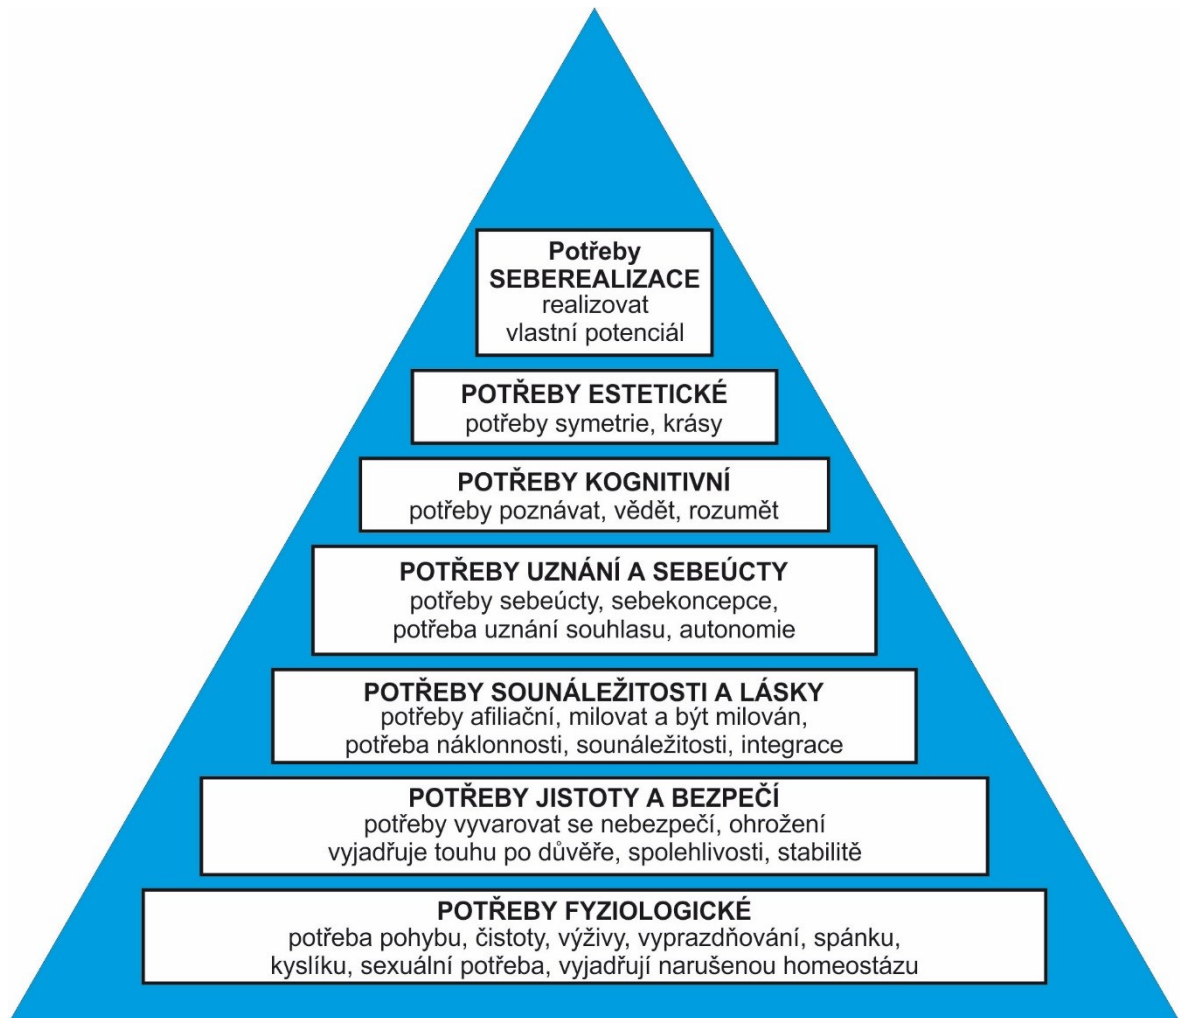 Potřeby
SEBEREALIZACE
realizovat
vlastní potenciál
POTŘEBY ESTETICKÉ
potřeby symetrie, krásy
POTŘEBY KOGNITIVNÍ
potřeby poznávat, vědět, rozumět
POTŘEBY UZNÁNÍ A SEBEÚCTY
potřeby sebeúcty, sebekoncepce,
potřeba uznání souhlasu, autonomie
POTŘEBY SOUNÁLEŽITOSTI A LÁSKY
potřeby afiliační, milovat a být milován,
potřeba náklonnosti, sounáležitosti, integrace
POTŘEBY JISTOTY A BEZPEČÍ
potřeby vyvarovat se nebezpečí, ohrožení
vyjadřuje touhu po důvěře, spolehlivosti, stabilitě
POTŘEBY FYZIOLOGICKÉ
potřeba pohybu, čistoty, výživy, vyprazdňování, spánku,
kyslíku, sexuální potřeba, vyjadřují narušenou homeostázu